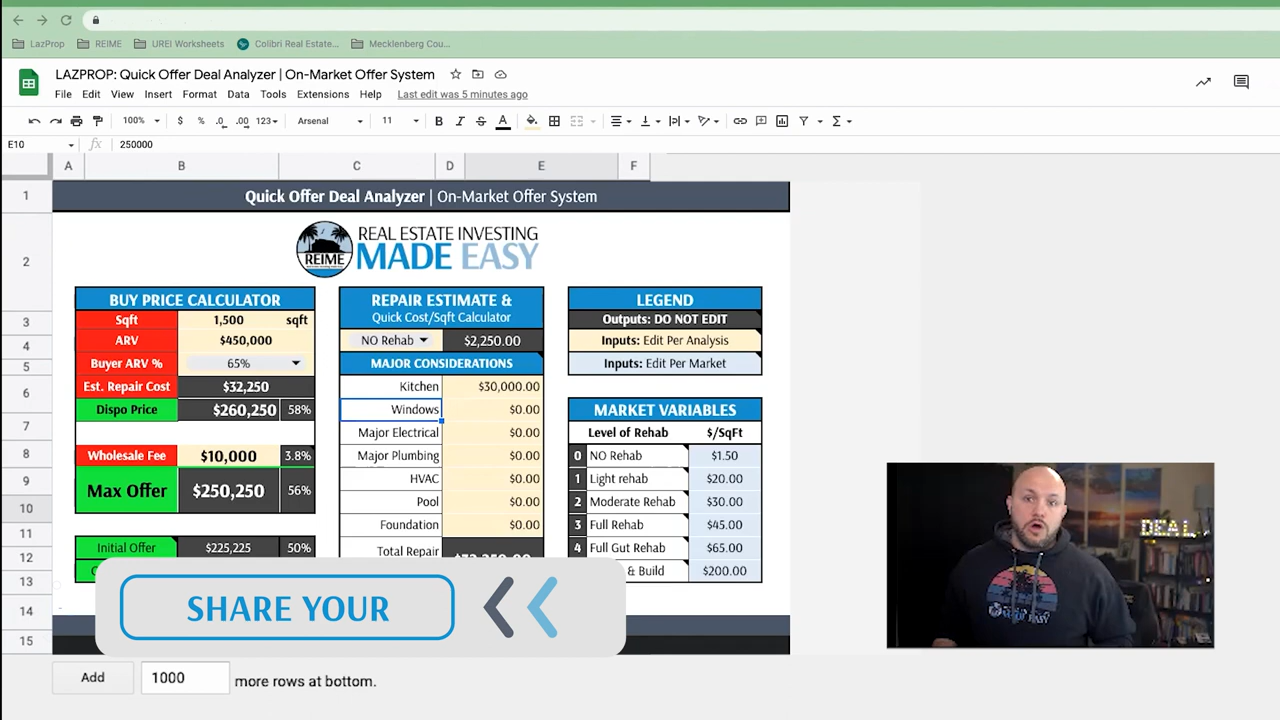 LazProp REIME UREI Worksheets Colibri Real Estate... Mecklenberg Cou...
LAZPROP: Quick Offer Deal Analyzer | On-Market Offer System
File Edit View Insert Format Data Tools Extensions Help Last edit was 5 minutes ago
100% $ % .0 .00 123 Arsenal 11 B I S A
E10 fx 250000
A B C D E F
1 Quick Offer Deal Analyzer | On-Market Offer System
2 REIME REAL ESTATE INVESTING
MADE EASY
BUY PRICE CALCULATOR REPAIR ESTIMATE & LEGEND
3 Sqft 1,500 sqft Quick Cost/Sqft Calculator Outputs: DO NOT EDIT
4 ARV $450,000 NO Rehab $2,250.00 Inputs: Edit Per Analysis
5 Buyer ARV % 65% MAJOR CONSIDERATIONS Inputs: Edit Per Market
6 Est. Repair Cost $32,250 Kitchen $30,000.00
Dispo Price $260,250 58% Windows $0.00 MARKET VARIABLES
7 Major Electrical $0.00 Level of Rehab $/SqFt
8 Wholesale Fee $10,000 3.8% Major Plumbing $0.00 0 NO Rehab $1.50
9 HVAC $0.00 1 Light rehab $20.00
Max Offer $250,250 56%
10 Pool $0.00 2 Moderate Rehab $30.00
11 Foundation $0.00 3 Full Rehab $45.00
12 Initial Offer $225,225 50% Total Repair 4 Full Gut Rehab $65.00
13 & Build $200.00
14 SHARE YOUR
15
Add 1000 more rows at bottom.
DEAL